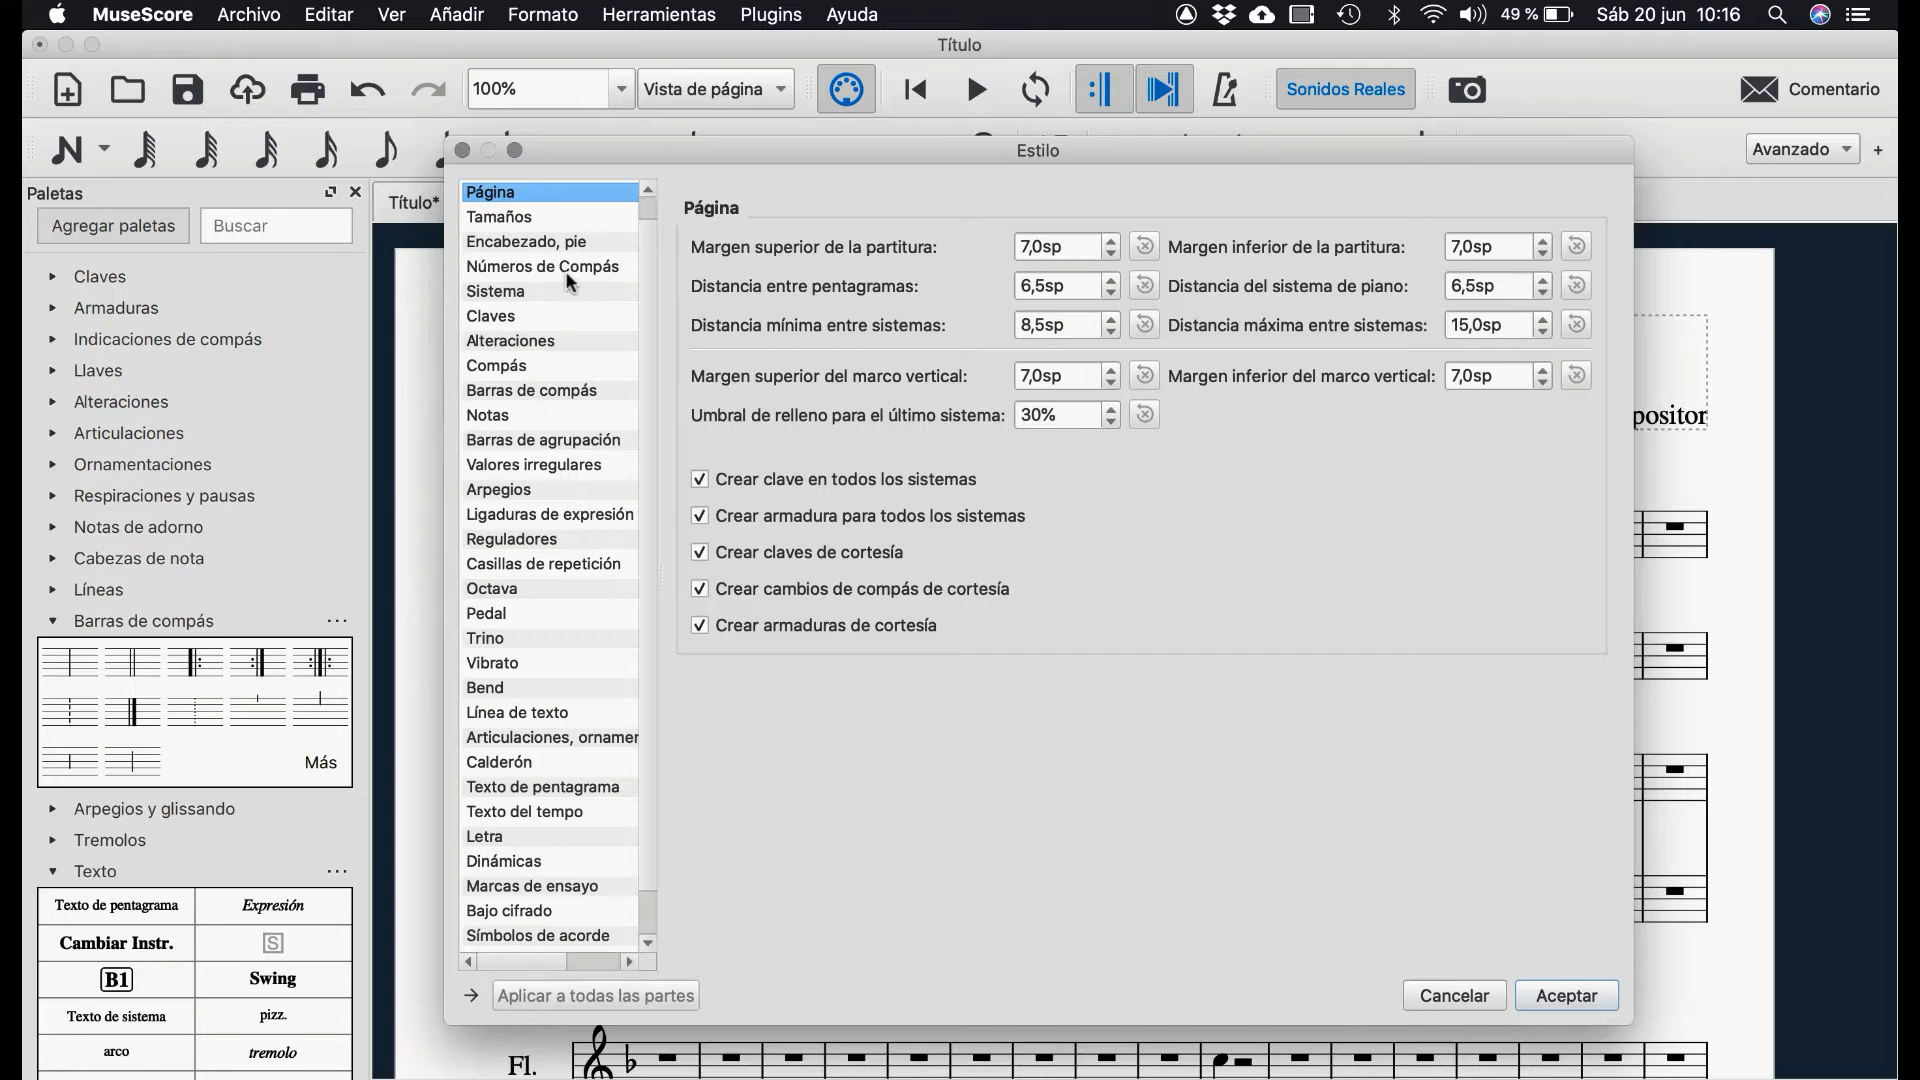 MuseScore Archivo Editar Ver Añadir Formato Herramientas Plugins Ayuda 49 % Sáb 20 jun 10:16
Título
100% Vista de página Sonidos Reales Comentario
Avanzado +
Estilo
Paletas
Agregar paletas Buscar
Título*
Claves
Armaduras
Indicaciones de compás
Llaves
Alteraciones
Articulaciones
Ornamentaciones
Respiraciones y pausas
Notas de adorno
Cabezas de nota
Líneas
Barras de compás ...
Más
Arpegios y glissando
Tremolos
Texto ...
Texto de pentagrama Expresión
Cambiar Instr. S
B1 Swing
Texto de sistema pizz.
arco tremolo
Página
Tamaños
Encabezado, pie
Números de Compás
Sistema
Claves
Alteraciones
Compás
Barras de compás
Notas
Barras de agrupación
Valores irregulares
Arpegios
Ligaduras de expresión
Reguladores
Casillas de repetición
Octava
Pedal
Trino
Vibrato
Bend
Línea de texto
Articulaciones, ornamen
Calderón
Texto de pentagrama
Texto del tempo
Letra
Dinámicas
Marcas de ensayo
Bajo cifrado
Símbolos de acorde
Página
Margen superior de la partitura: 7,0sp Margen inferior de la partitura: 7,0sp
Distancia entre pentagramas: 6,5sp Distancia del sistema de piano: 6,5sp
Distancia mínima entre sistemas: 8,5sp Distancia máxima entre sistemas: 15,0sp
Margen superior del marco vertical: 7,0sp Margen inferior del marco vertical: 7,0sp
Umbral de relleno para el último sistema: 30%
Crear clave en todos los sistemas
Crear armadura para todos los sistemas
Crear claves de cortesía
Crear cambios de compás de cortesía
Crear armaduras de cortesía
Aplicar a todas las partes Cancelar Aceptar
positor
Fl.